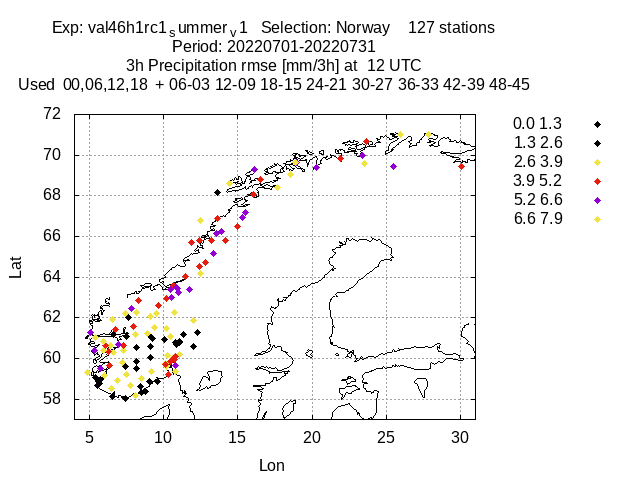 Exp: val46h1rc1summerv1 Selection: Norway 127 stations
Period: 20220701-20220731
3h Precipitation rmse [mm/3h] at 12 UTC
Used 00,06,12,18 + 06-03 12-09 18-15 24-21 30-27 36-33 42-39 48-45
72
70
68
66
64
62
60
58
5 10 15 20 25 30
Lat
Lon
0.0 1.3
1.3 2.6
2.6 3.9
3.9 5.2
5.2 6.6
6.6 7.9